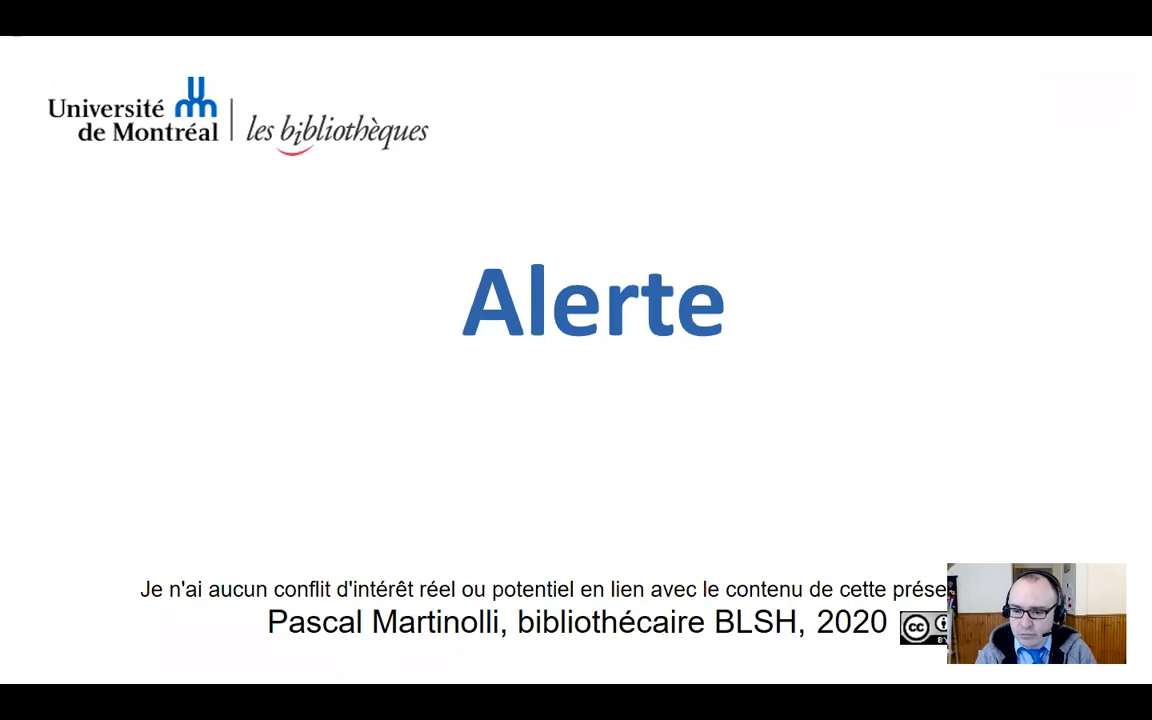 Université
de Montréal
les bibliothèques
Alerte
Je n'ai aucun conflit d'intérêt réel ou potentiel en lien avec le contenu de cette
Pascal Martinolli, bibliothécaire BLSH, 2020
cc